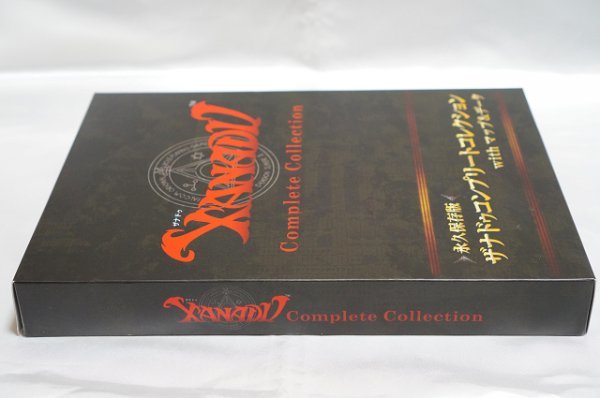 ザナドゥ
XANADU
Complete Collection
永久保存版
ザナドゥコンプリートコレクション
with マップ&データ
XANADU Complete Collection